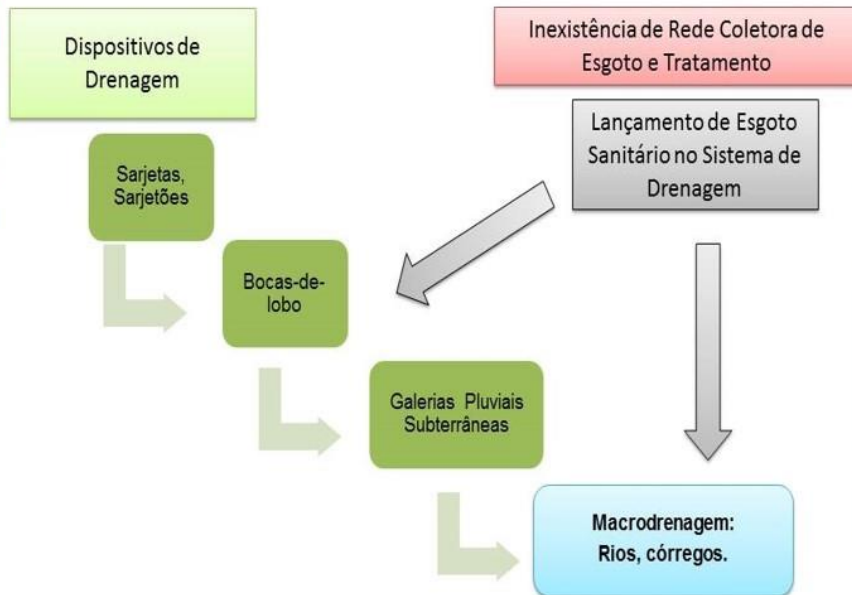 Dispositivos de
Drenagem
Inexistência de Rede Coletora de
Esgoto e Tratamento
Lançamento de Esgoto
Sanitário no Sistema de
Drenagem
Sarjetas,
Sarjetões
Bocas-de-
lobo
Galerias Pluviais
Subterrâneas
Macrodrenagem:
Rios, córregos.